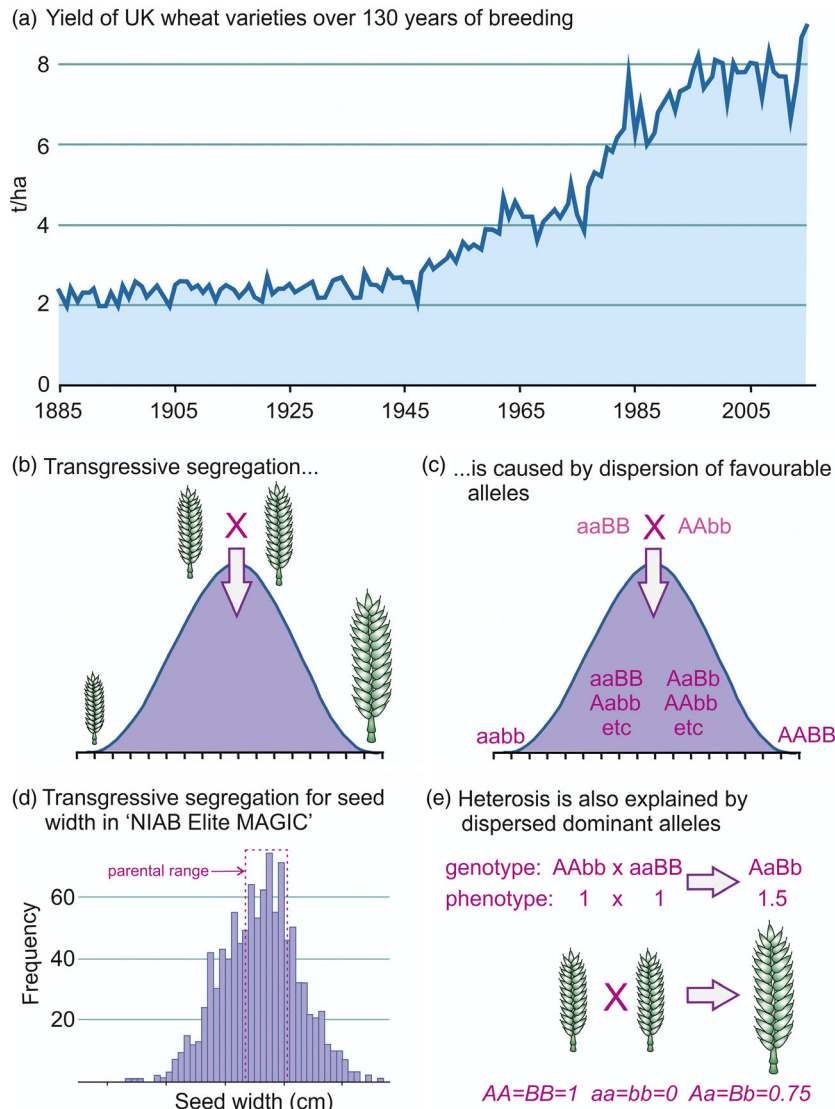 (a) Yield of UK wheat varieties over 130 years of breeding
t/ha
8
6
4
2
0
1885 1905 1925 1945 1965 1985 2005
(b) Transgressive segregation...
X
(c) ...is caused by dispersion of favourable
alleles
aaBB X AAbb
aaBB AaBb
Aabb AAbb
etc etc
aabb AABB
(d) Transgressive segregation for seed
width in ‘NIAB Elite MAGIC’
parental range
Frequency
60
40
20
Seed width (cm)
(e) Heterosis is also explained by
dispersed dominant alleles
genotype: AAbb x aaBB AaBb
phenotype: 1 x 1 1.5
X
AA=BB=1 aa=bb=0 Aa=Bb=0.75